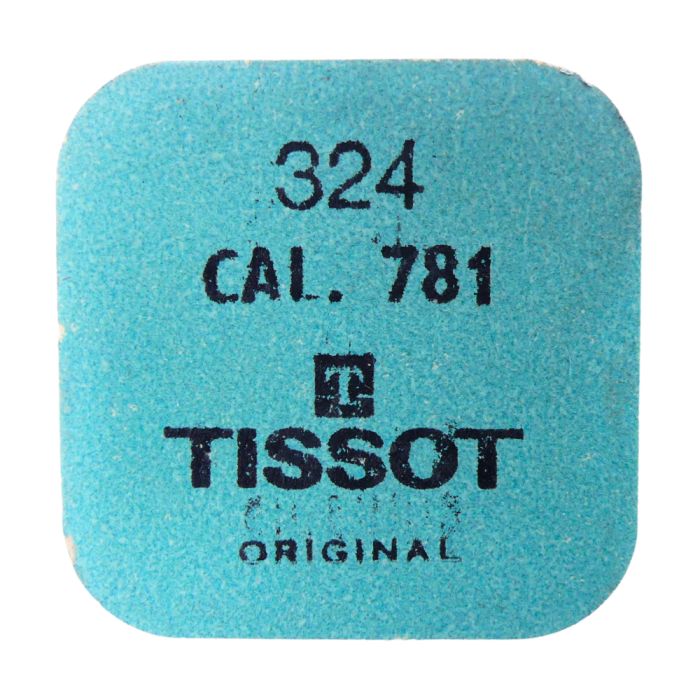 324
CAL. 781
T
TISSOT
ORIGINAL